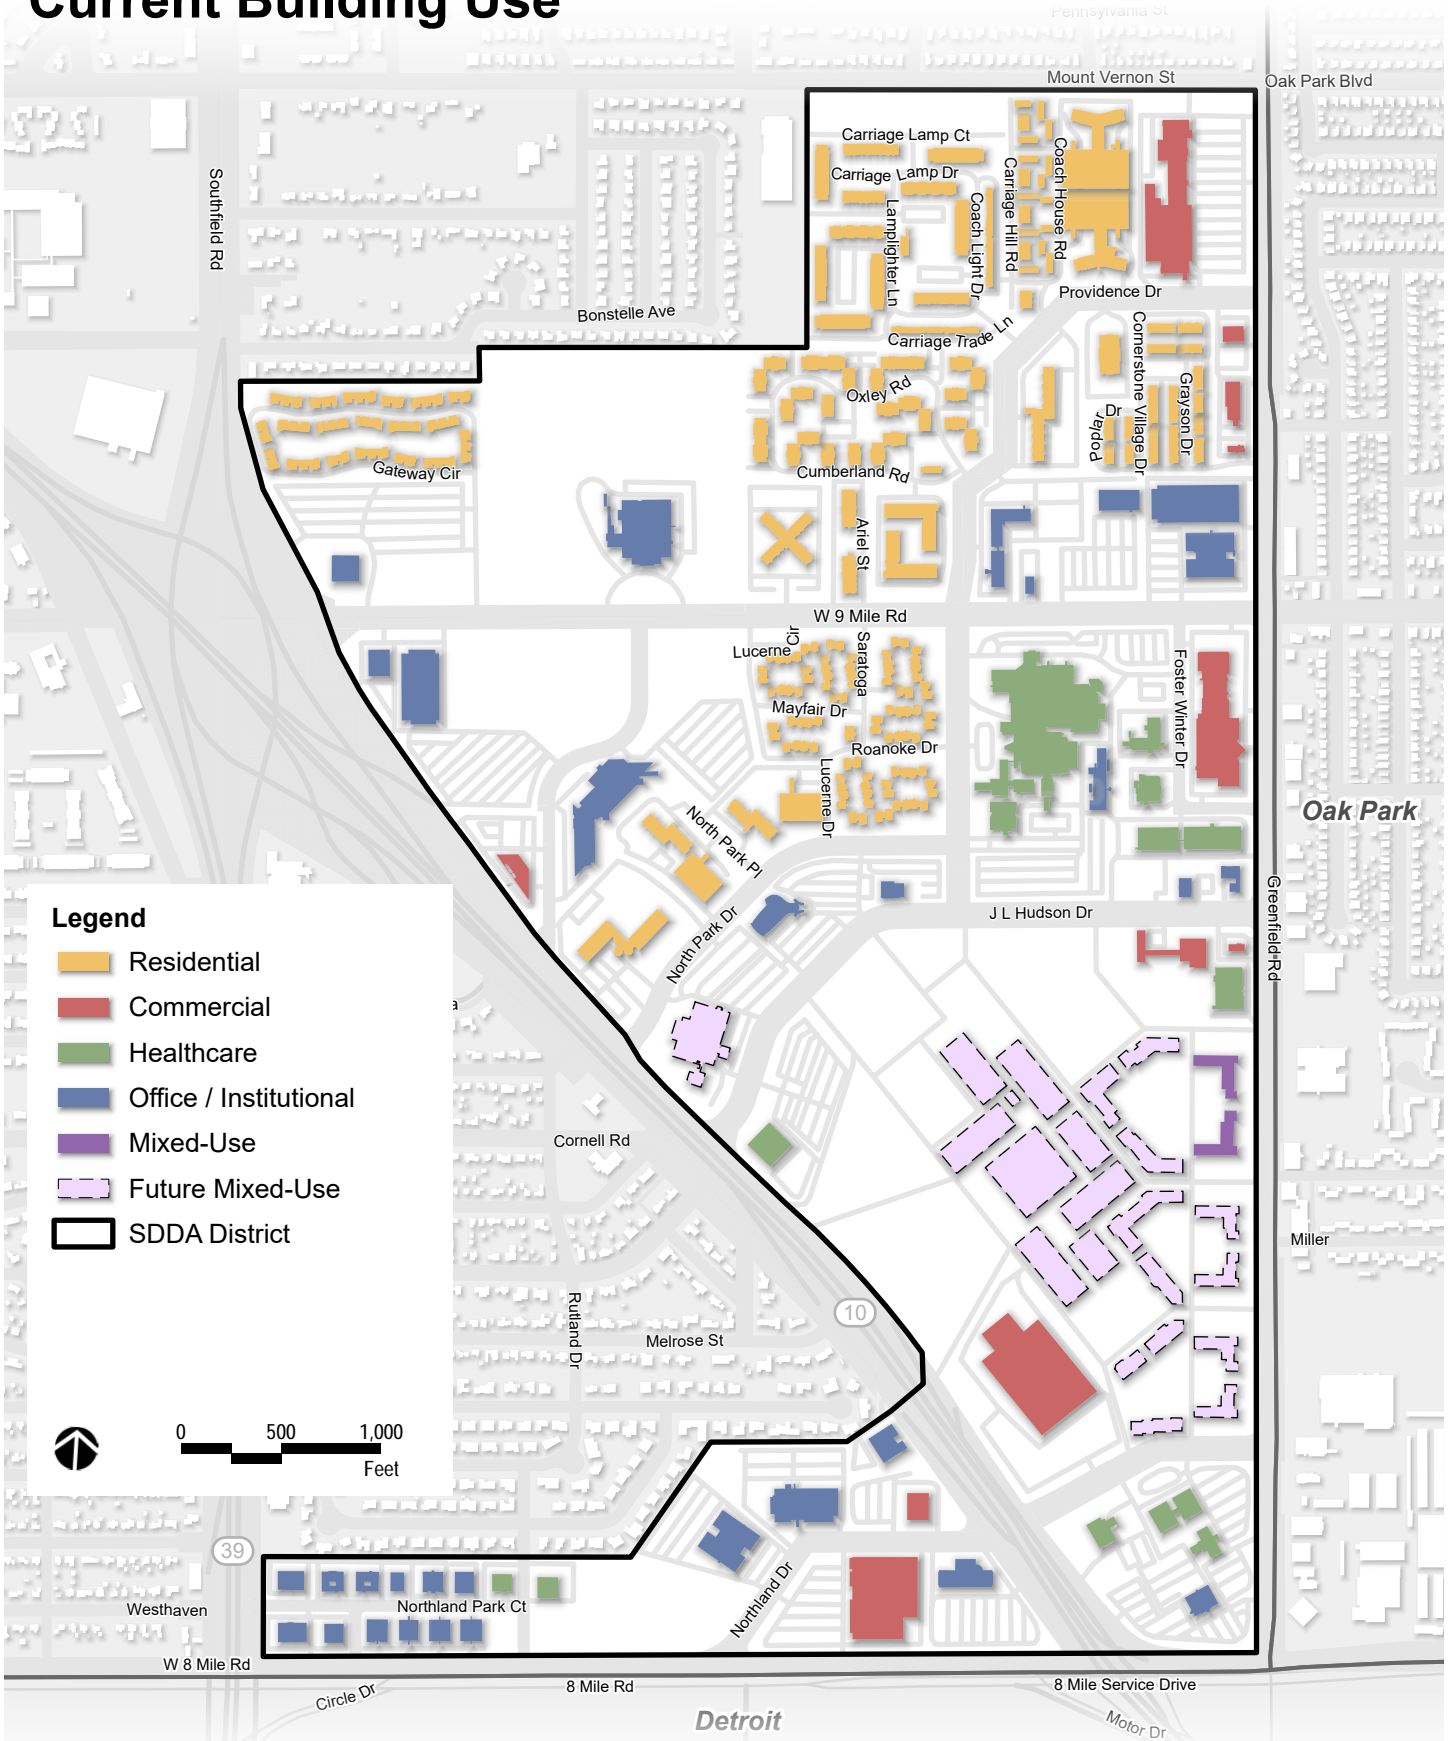 Current Building Use
Pennsylvania St
Mount Vernon St
Oak Park Blvd
Carriage Lamp Ct
Carriage Lamp Dr
Coach House Rd
Carriage Hill Rd
Southfield Rd
Lamplighter Ln
Coach Light Dr
Providence Dr
Bonstelle Ave
Carriage Trade Ln
Cornerstone Village Dr
Grayson Dr
Oxley Rd
Poplar Dr
Gateway Cir
Cumberland Rd
Ariel St
W 9 Mile Rd
Lucerne Cir
Saratoga
Foster Winter Dr
Mayfair Dr
Roanoke Dr
Lucerne Dr
North Park Pl
Oak Park
Greenfield Rd
J L Hudson Dr
North Park Dr
Legend
Residential
Commercial
Healthcare
Office / Institutional
Mixed-Use
Future Mixed-Use
SDDA District
a
Cornell Rd
Miller
Rutland Dr
10
Melrose St
0 500 1,000
Feet
39
Northland Dr
Northland Park Ct
Westhaven
W 8 Mile Rd
8 Mile Rd
8 Mile Service Drive
Circle Dr
Detroit
Motor Dr